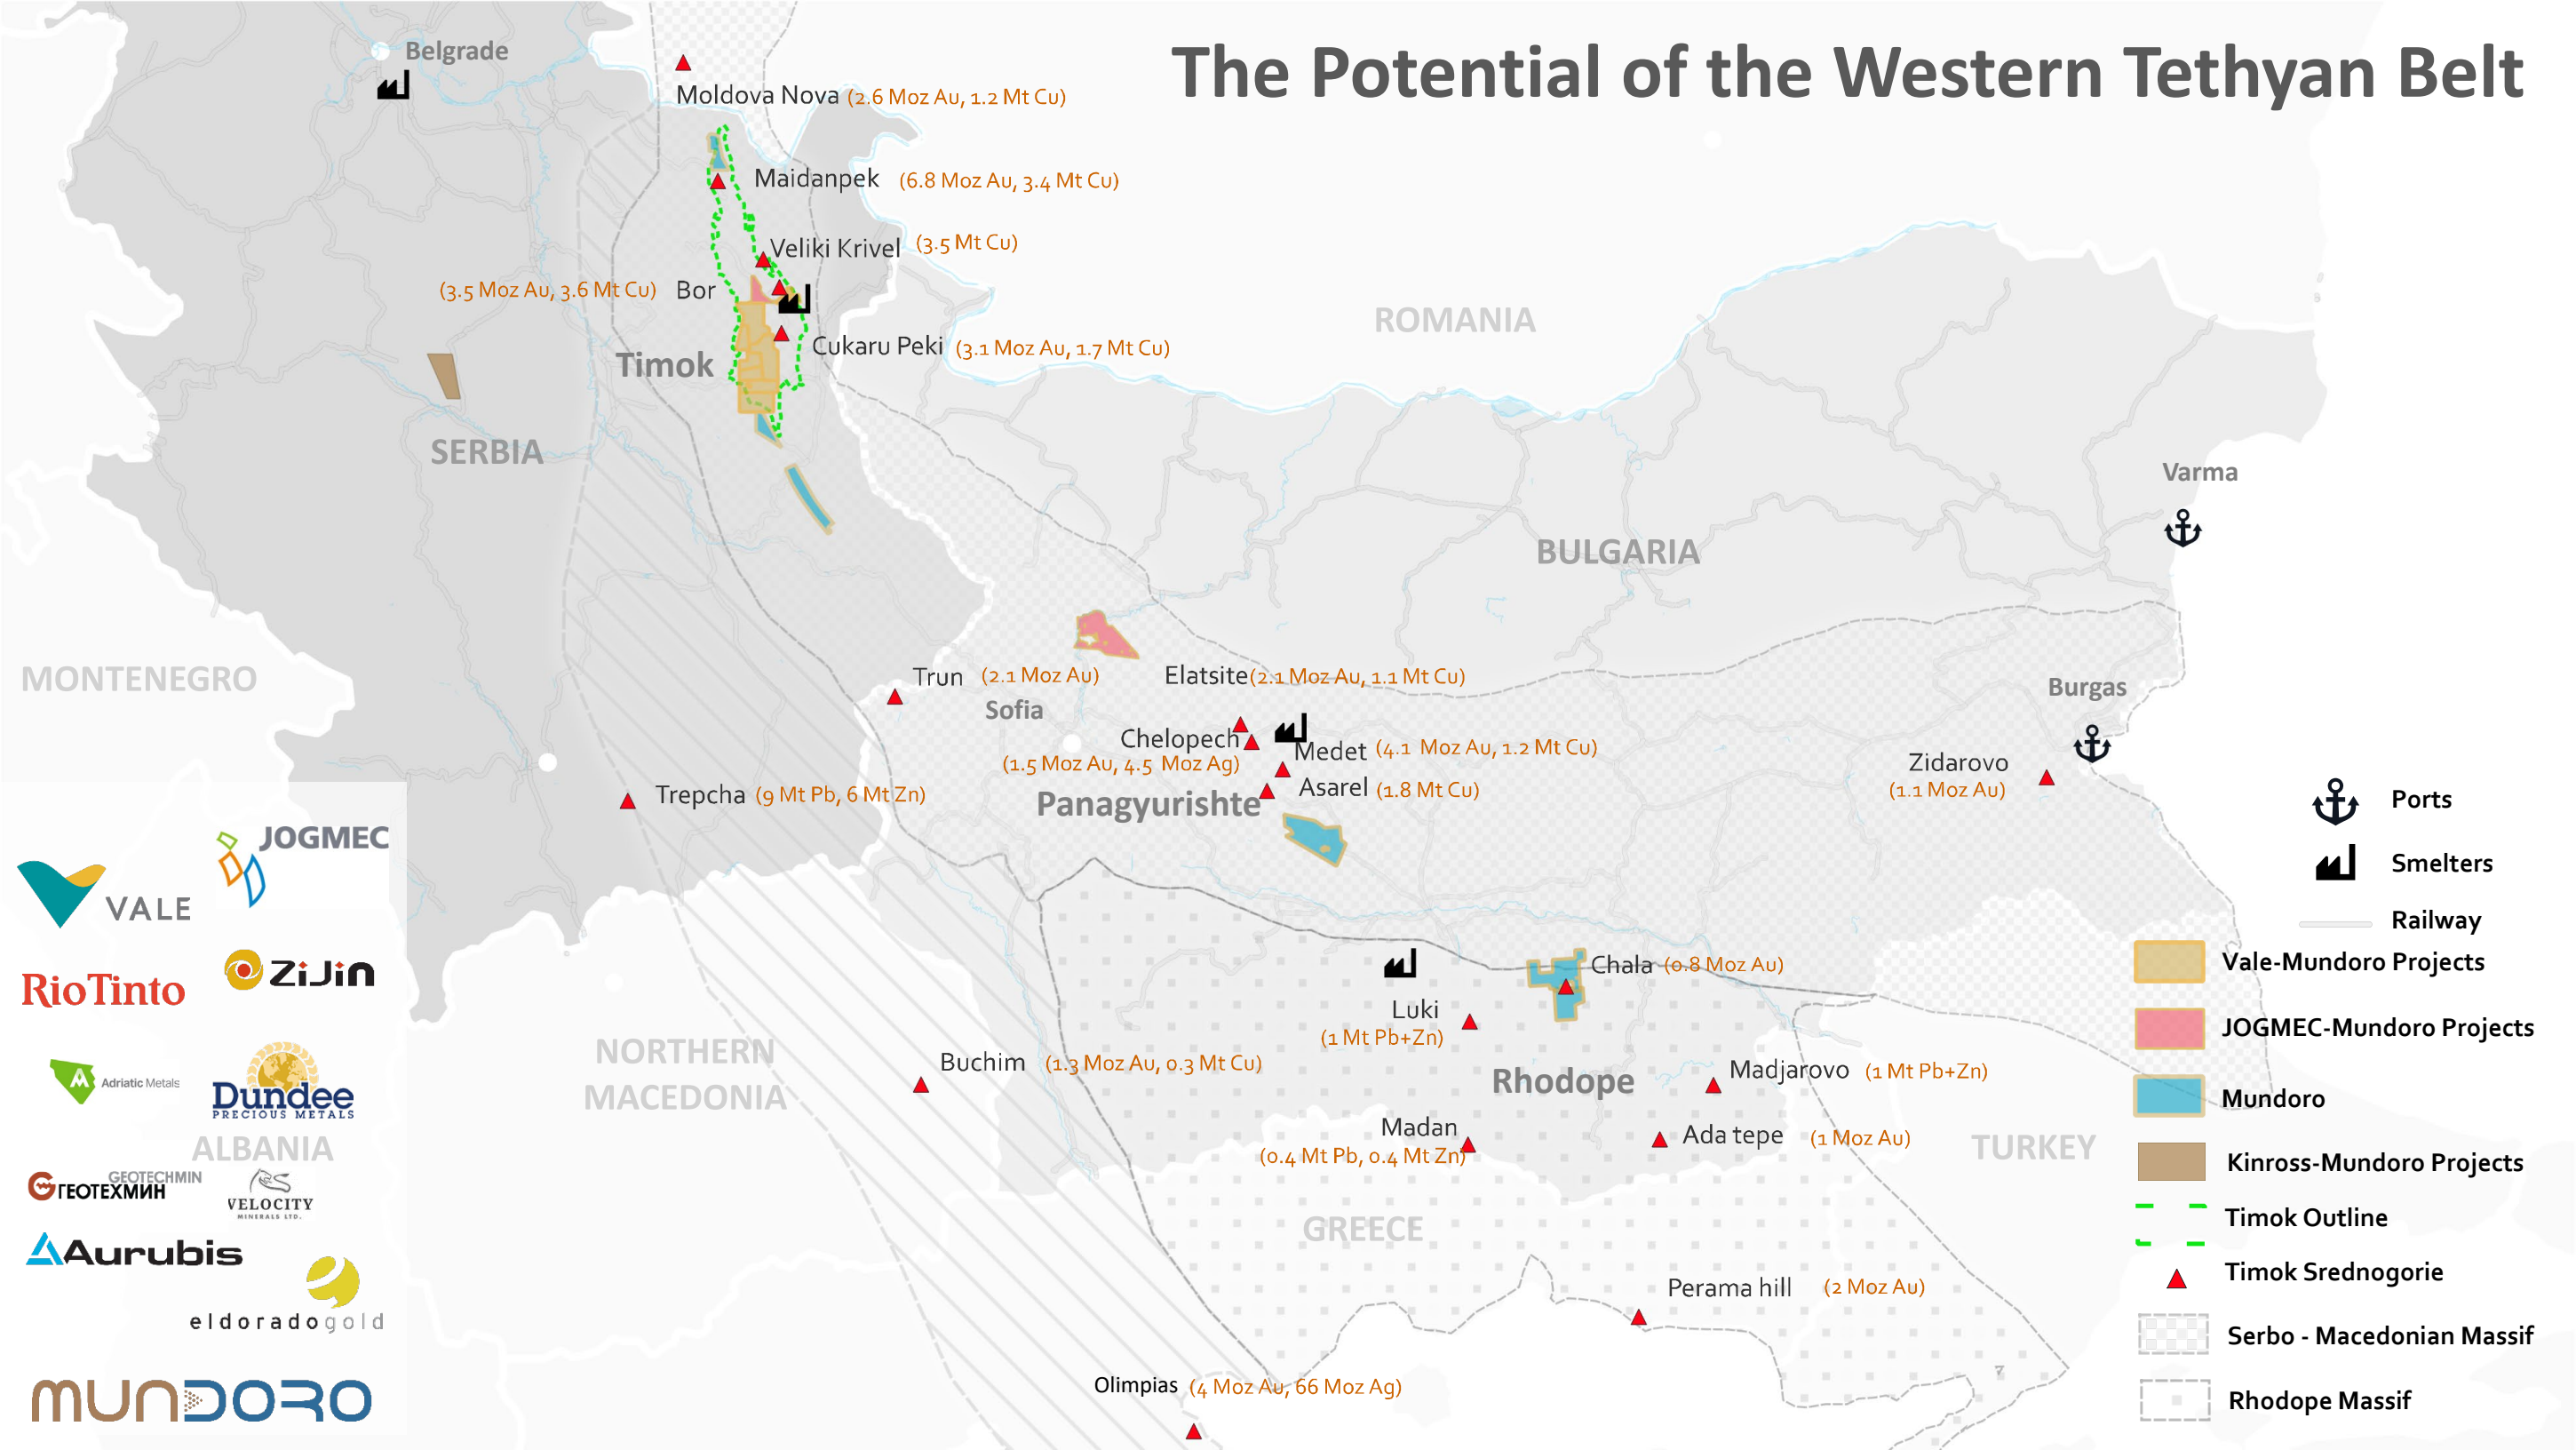 The Potential of the Western Tethyan Belt
Belgrade
Moldova Nova (2.6 Moz Au, 1.2 Mt Cu)
Maidanpek (6.8 Moz Au, 3.4 Mt Cu)
Veliki Krivel (3.5 Mt Cu)
(3.5 Moz Au, 3.6 Mt Cu) Bor
Cukaru Peki (3.1 Moz Au, 1.7 Mt Cu)
Timok
ROMANIA
SERBIA
Varma
BULGARIA
MONTENEGRO
Trun (2.1 Moz Au)
Elatsite (2.1 Moz Au, 1.1 Mt Cu)
Sofia
Burgas
Chelopech
(1.5 Moz Au, 4.5 Moz Ag)
Medet (4.1 Moz Au, 1.2 Mt Cu)
Asarel (1.8 Mt Cu)
Panagyurishte
Zidarovo
(1.1 Moz Au)
Trepcha (9 Mt Pb, 6 Mt Zn)
Chala (0.8 Moz Au)
Luki
(1 Mt Pb+Zn)
NORTHERN
MACEDONIA
Buchim (1.3 Moz Au, 0.3 Mt Cu)
Rhodope
Madjarovo (1 Mt Pb+Zn)
Madan
(0.4 Mt Pb, 0.4 Mt Zn)
Ada tepe (1 Moz Au)
TURKEY
GREECE
Perama hill (2 Moz Au)
Olimpias (4 Moz Au, 66 Moz Ag)
ALBANIA
JOGMEC
VALE
RioTinto
ZiJin
Adriatic Metals
Dundee
PRECIOUS METALS
GEOTECHMIN
ГЕОТЕХМИН
VELOCITY
MINERALS LTD.
Aurubis
eldoradogold
MUNDORO
Ports
Smelters
Railway
Vale-Mundoro Projects
JOGMEC-Mundoro Projects
Mundoro
Kinross-Mundoro Projects
Timok Outline
Timok Srednogorie
Serbo - Macedonian Massif
Rhodope Massif
7